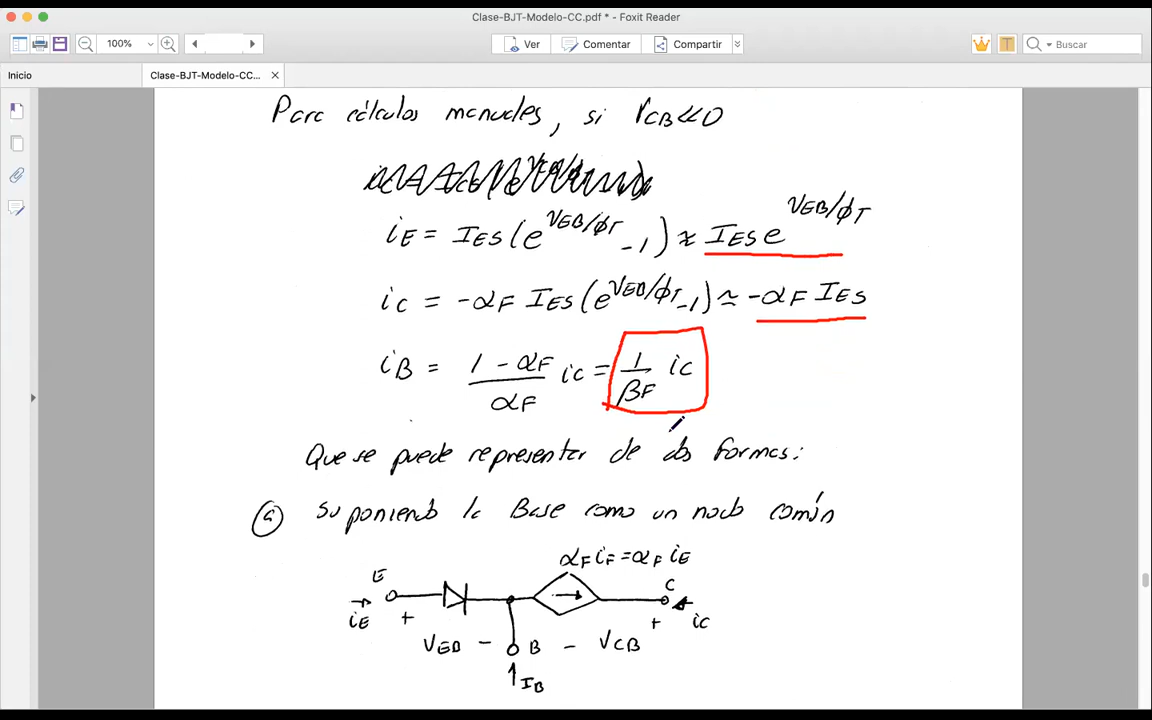 Clase-BJT-Modelo-CC.pdf * - Foxit Reader
100% Ver Comentar Compartir T Buscar
Inicio Clase-BJT-Modelo-CC... ×
Para cálculos manuales, si VCB << 0
iE = IES (e^VEB/ϕT - 1) ≈ IES e^VEB/ϕT
iC = -αF IES (e^VEB/ϕT - 1) ≃ -αF IES
iB = (1 - αF)/αF iC = 1/βF iC
Que se puede representar de dos formas:
(a) Suponiendo la Base como un nodo común
αF iF = αF iE
E C
iE + + iC
VEB - B - VCB
↑ IB